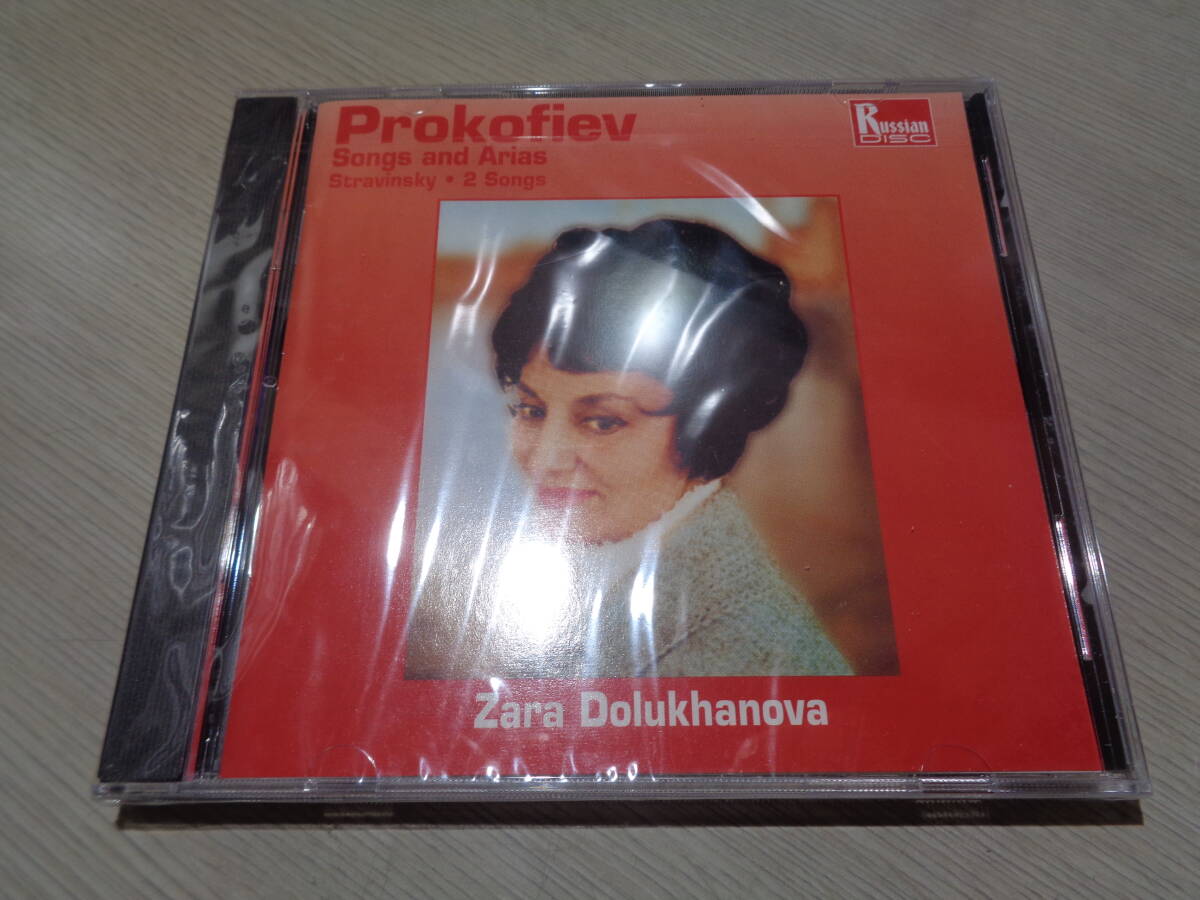 Prokofiev
Songs and Arias
Stravinsky • 2 Songs
Russian
DISC
Zara Dolukhanova